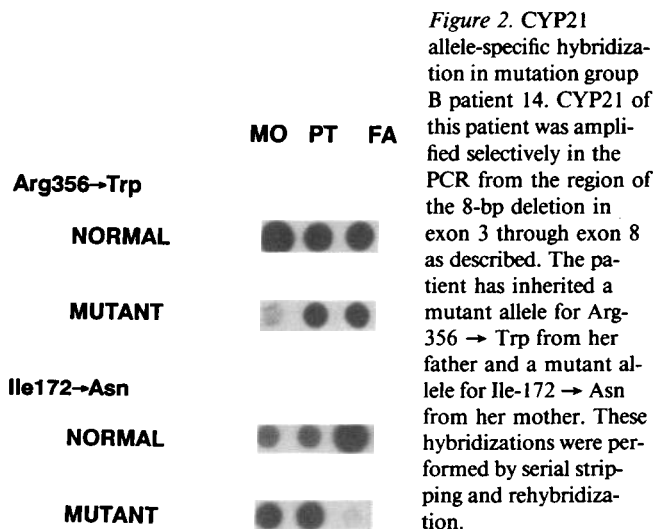 MO PT FA
Arg356→Trp
NORMAL
MUTANT
Ile172→Asn
NORMAL
MUTANT
Figure 2. CYP21
allele-specific hybridiza-
tion in mutation group
B patient 14. CYP21 of
this patient was ampli-
fied selectively in the
PCR from the region of
the 8-bp deletion in
exon 3 through exon 8
as described. The pa-
tient has inherited a
mutant allele for Arg-
356 → Trp from her
father and a mutant al-
lele for Ile-172 → Asn
from her mother. These
hybridizations were per-
formed by serial strip-
ping and rehybridiza-
tion.